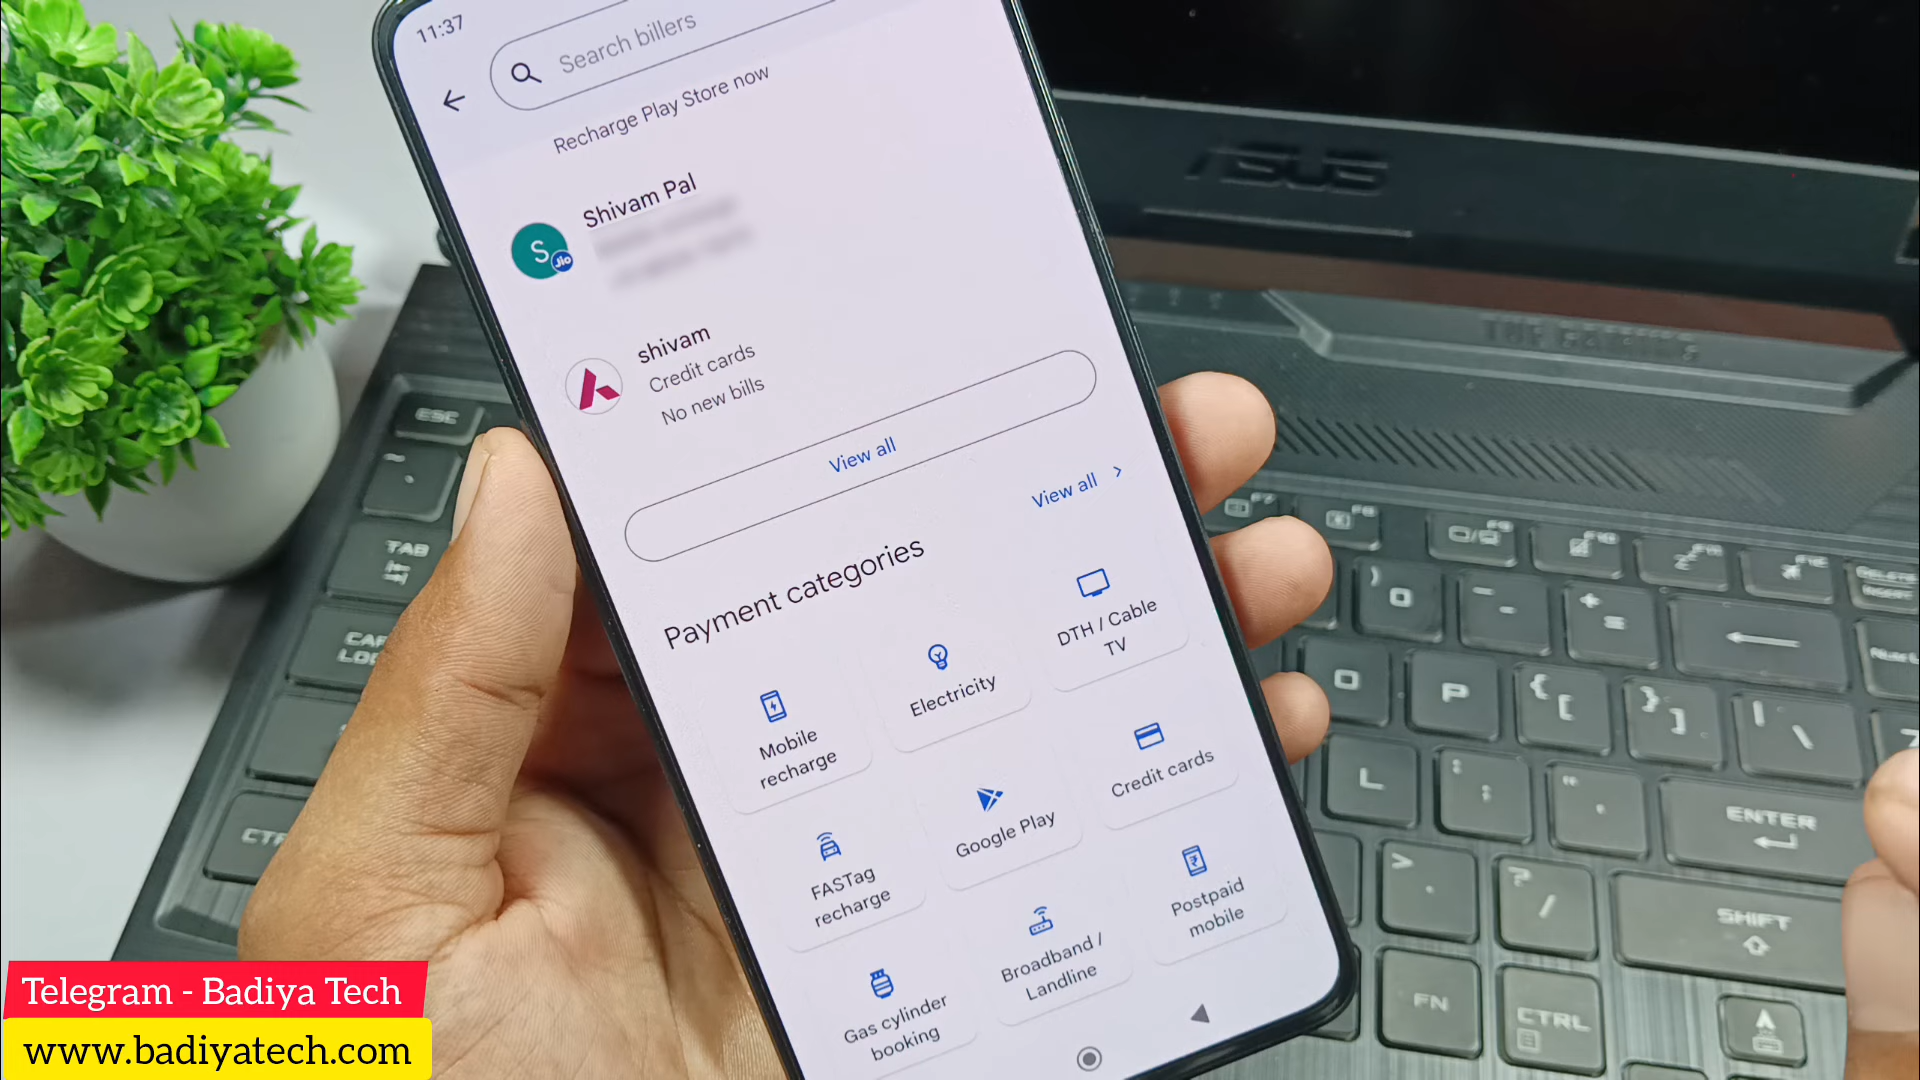 11:37
Search billers
Recharge Play Store now
Shivam Pal
S
Jio
shivam
Credit cards
No new bills
View all
View all
Payment categories
Mobile
recharge
Electricity
DTH / Cable
TV
FASTag
recharge
Google Play
Credit cards
Gas cylinder
booking
Broadband /
Landline
Postpaid
mobile
ASUS
ESC
TAB
ENTER
SHIFT
FN
CTRL
P
L
Telegram - Badiya Tech
www.badiyatech.com